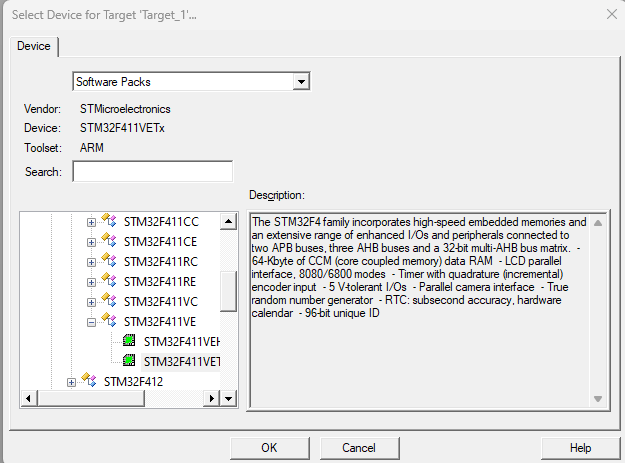 Select Device for Target 'Target_1'...
Device
Software Packs
Vendor: STMicroelectronics
Device: STM32F411VETx
Toolset: ARM
Search:
Description:
STM32F411CC
STM32F411CE
STM32F411RC
STM32F411RE
STM32F411VC
STM32F411VE
STM32F411VEH
STM32F411VET
STM32F412
The STM32F4 family incorporates high-speed embedded memories and
an extensive range of enhanced I/Os and peripherals connected to
two APB buses, three AHB buses and a 32-bit multi-AHB bus matrix. -
64-Kbyte of CCM (core coupled memory) data RAM - LCD parallel
interface, 8080/6800 modes - Timer with quadrature (incremental)
encoder input - 5 V-tolerant I/Os - Parallel camera interface - True
random number generator - RTC: subsecond accuracy, hardware
calendar - 96-bit unique ID
OK
Cancel
Help